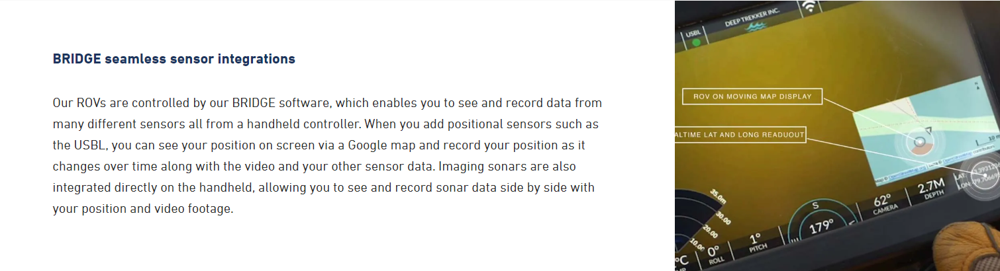 BRIDGE seamless sensor integrations
Our ROVs are controlled by our BRIDGE software, which enables you to see and record data from
many different sensors all from a handheld controller. When you add positional sensors such as
the USBL, you can see your position on screen via a Google map and record your position as it
changes over time along with the video and your other sensor data. Imaging sonars are also
integrated directly on the handheld, allowing you to see and record sonar data side by side with
your position and video footage.
USBL
DEEP TREKKER INC.
ROV ON MOVING MAP DISPLAY
ALTIME LAT AND LONG READUOUT
10 m
35.0m
30.00
20.00
10.00
°C
0°
ROLL
1°
PITCH
S
179°
62°
CAMERA
2.7M
DEPTH
LAT
LON